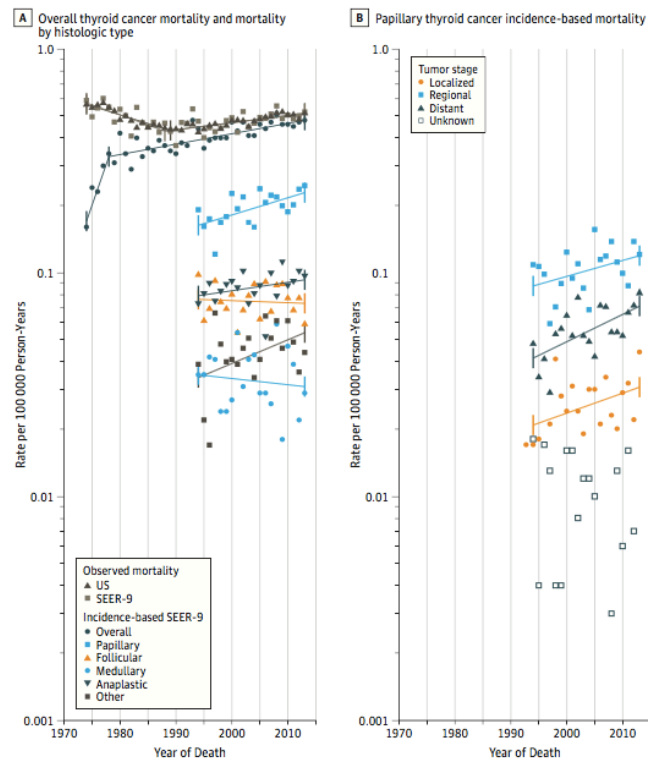 A Overall thyroid cancer mortality and mortality
by histologic type
1.0
0.1
0.01
0.001
Rate per 100 000 Person-Years
Observed mortality
US
SEER-9
Incidence-based SEER-9
Overall
Papillary
Follicular
Medullary
Anaplastic
Other
1970 1980 1990 2000 2010
Year of Death
B Papillary thyroid cancer incidence-based mortality
1.0
0.1
0.01
0.001
Rate per 100 000 Person-Years
Tumor stage
Localized
Regional
Distant
Unknown
1970 1980 1990 2000 2010
Year of Death